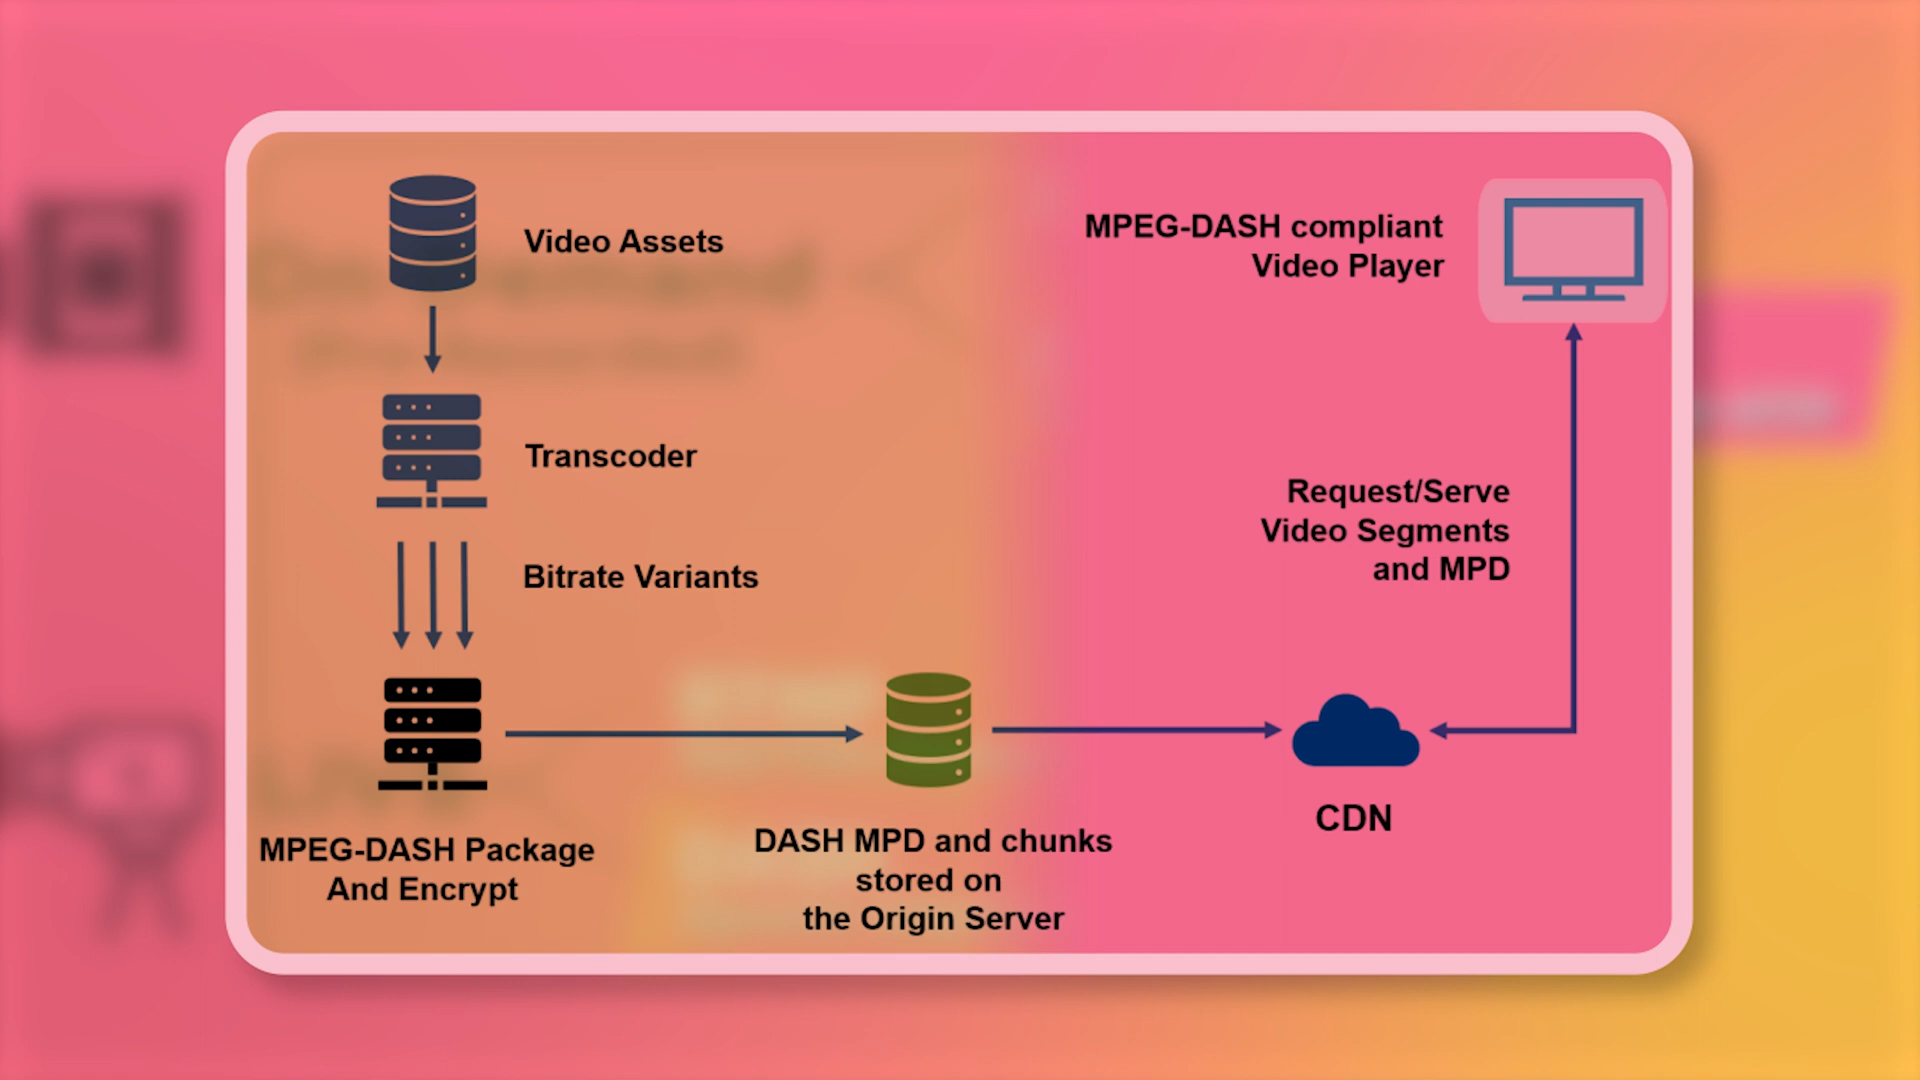 Video Assets
MPEG-DASH compliant
Video Player
Transcoder
Request/Serve
Video Segments
and MPD
Bitrate Variants
MPEG-DASH Package
And Encrypt
DASH MPD and chunks
stored on
the Origin Server
CDN